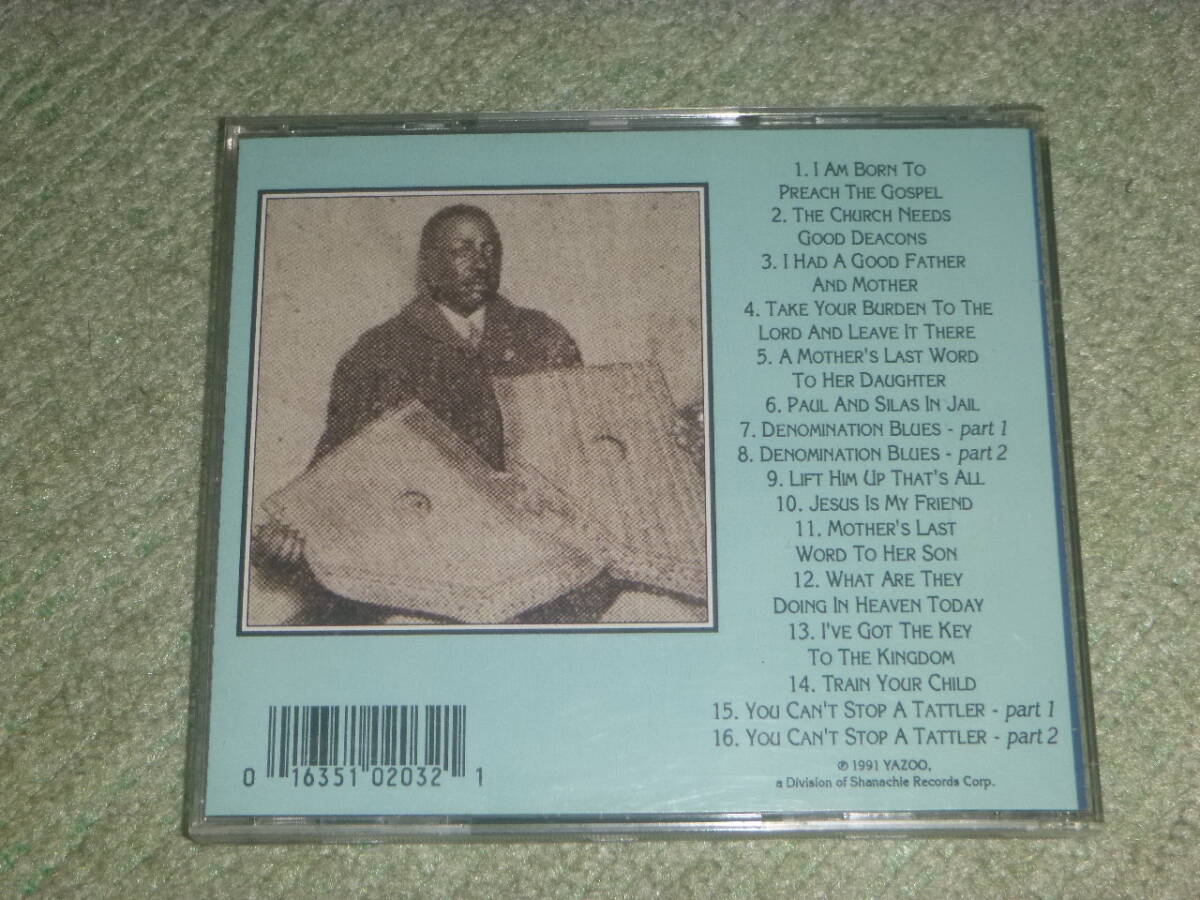 1. I AM BORN TO
PREACH THE GOSPEL
2. THE CHURCH NEEDS
GOOD DEACONS
3. I HAD A GOOD FATHER
AND MOTHER
4. TAKE YOUR BURDEN TO THE
LORD AND LEAVE IT THERE
5. A MOTHER'S LAST WORD
TO HER DAUGHTER
6. PAUL AND SILAS IN JAIL
7. DENOMINATION BLUES - part 1
8. DENOMINATION BLUES - part 2
9. LIFT HIM UP THAT'S ALL
10. JESUS IS MY FRIEND
11. MOTHER'S LAST
WORD TO HER SON
12. WHAT ARE THEY
DOING IN HEAVEN TODAY
13. I'VE GOT THE KEY
TO THE KINGDOM
14. TRAIN YOUR CHILD
15. YOU CAN'T STOP A TATTLER - part 1
16. YOU CAN'T STOP A TATTLER - part 2
℗ 1991 YAZOO,
a Division of Shanachie Records Corp.
0 16351 02032 1